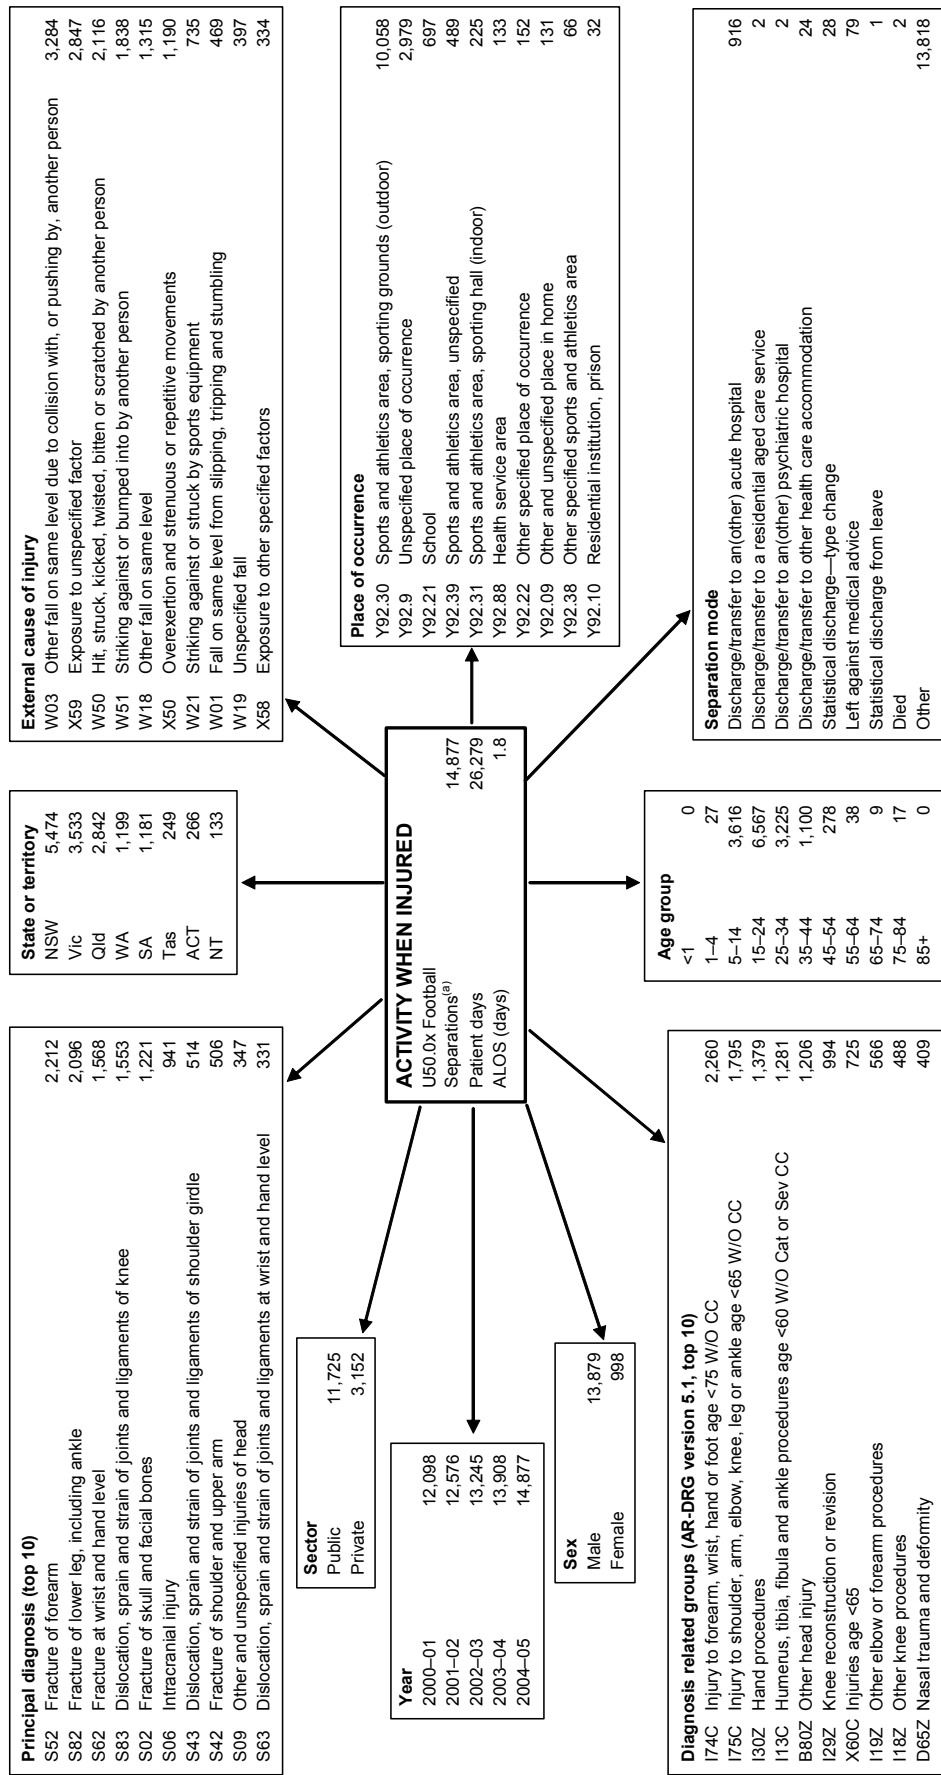 Principal diagnosis (top 10)
S52 Fracture of forearm 2,212
S82 Fracture of lower leg, including ankle 2,096
S62 Fracture at wrist and hand level 1,568
S83 Dislocation, sprain and strain of joints and ligaments of knee 1,553
S02 Fracture of skull and facial bones 1,221
S06 Intracranial injury 941
S43 Dislocation, sprain and strain of joints and ligaments of shoulder girdle 514
S42 Fracture of shoulder and upper arm 506
S09 Other and unspecified injuries of head 347
S63 Dislocation, sprain and strain of joints and ligaments at wrist and hand level 331
State or territory
NSW 5,474
Vic 3,533
Qld 2,842
WA 1,199
SA 1,181
Tas 249
ACT 266
NT 133
External cause of injury
W03 Other fall on same level due to collision with, or pushing by, another person 3,284
X59 Exposure to unspecified factor 2,847
W50 Hit, struck, kicked, twisted, bitten or scratched by another person 2,116
W51 Striking against or bumped into by another person 1,838
W18 Other fall on same level 1,315
X50 Overexertion and strenuous or repetitive movements 1,190
W21 Striking against or struck by sports equipment 735
W01 Fall on same level from slipping, tripping and stumbling 469
W19 Unspecified fall 397
X58 Exposure to other specified factors 334
Sector
Public 11,725
Private 3,152
Year
2000–01 12,098
2001–02 12,576
2002–03 13,245
2003–04 13,908
2004–05 14,877
Sex
Male 13,879
Female 998
ACTIVITY WHEN INJURED
U50.0x Football
Separations(a) 14,877
Patient days 26,279
ALOS (days) 1.8
Place of occurrence
Y92.30 Sports and athletics area, sporting grounds (outdoor) 10,058
Y92.9 Unspecified place of occurrence 2,979
Y92.21 School 697
Y92.39 Sports and athletics area, unspecified 489
Y92.31 Sports and athletics area, sporting hall (indoor) 225
Y92.88 Health service area 133
Y92.22 Other specified place of occurrence 152
Y92.09 Other and unspecified place in home 131
Y92.38 Other specified sports and athletics area 66
Y92.10 Residential institution, prison 32
Diagnosis related groups (AR-DRG version 5.1, top 10)
I74C Injury to forearm, wrist, hand or foot age <75 W/O CC 2,260
I75C Injury to shoulder, arm, elbow, knee, leg or ankle age <65 W/O CC 1,795
I30Z Hand procedures 1,379
I13C Humerus, tibia, fibula and ankle procedures age <60 W/O Cat or Sev CC 1,281
B80Z Other head injury 1,206
I29Z Knee reconstruction or revision 994
X60C Injuries age <65 725
I19Z Other elbow or forearm procedures 566
I18Z Other knee procedures 488
D65Z Nasal trauma and deformity 409
Age group
<1 0
1–4 27
5–14 3,616
15–24 6,567
25–34 3,225
35–44 1,100
45–54 278
55–64 38
65–74 9
75–84 17
85+ 0
Separation mode
Discharge/transfer to an(other) acute hospital 916
Discharge/transfer to a residential aged care service 2
Discharge/transfer to an(other) psychiatric hospital 2
Discharge/transfer to other health care accommodation 24
Statistical discharge—type change 28
Left against medical advice 79
Statistical discharge from leave 1
Died 2
Other 13,818